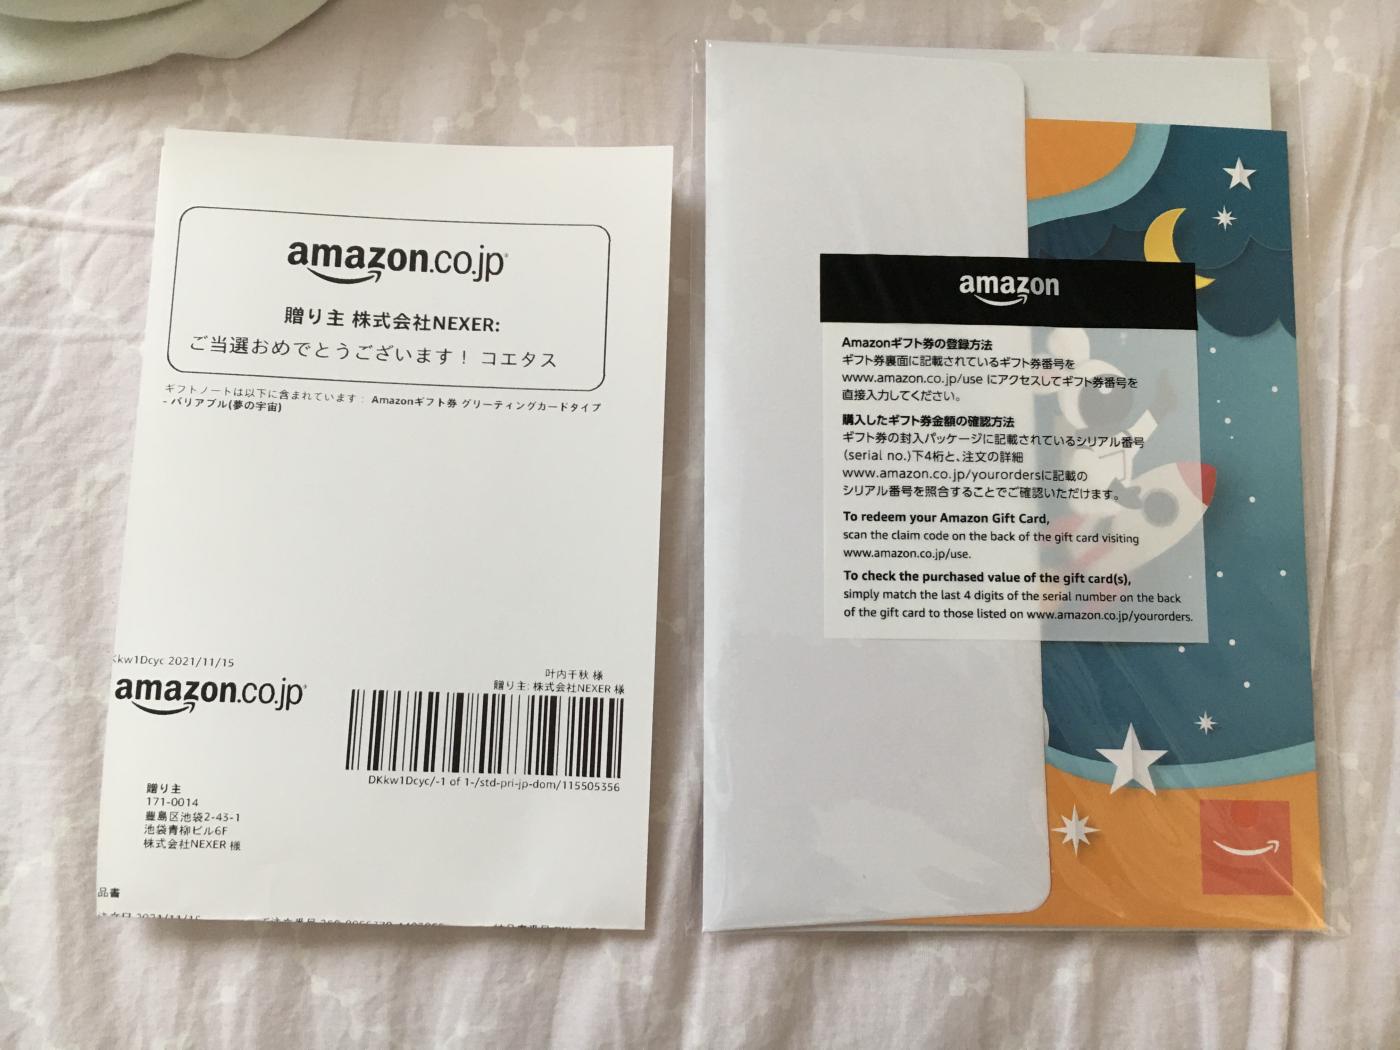 amazon.co.jp
贈り主 株式会社NEXER:
ご当選おめでとうございます! コエタス
ギフトノートは以下に含まれています: Amazonギフト券 グリーティングカードタイプ
- バリアブル(夢の宇宙)
kw1Dcyc 2021/11/15
amazon.co.jp
叶内千秋 様
贈り主: 株式会社NEXER 様
DKkw1Dcyc/-1 of 1-/std-pri-jp-dom/115505356
贈り主
171-0014
豊島区池袋2-43-1
池袋青柳ビル6F
株式会社NEXER 様
品書
amazon
Amazonギフト券の登録方法
ギフト券裏面に記載されているギフト券番号を
www.amazon.co.jp/use にアクセスしてギフト券番号を
直接入力してください。
購入したギフト券金額の確認方法
ギフト券の封入パッケージに記載されているシリアル番号
(serial no.)下4桁と、注文の詳細
www.amazon.co.jp/yourordersに記載の
シリアル番号を照合することでご確認いただけます。
To redeem your Amazon Gift Card,
scan the claim code on the back of the gift card visiting
www.amazon.co.jp/use.
To check the purchased value of the gift card(s),
simply match the last 4 digits of the serial number on the back
of the gift card to those listed on www.amazon.co.jp/yourorders.